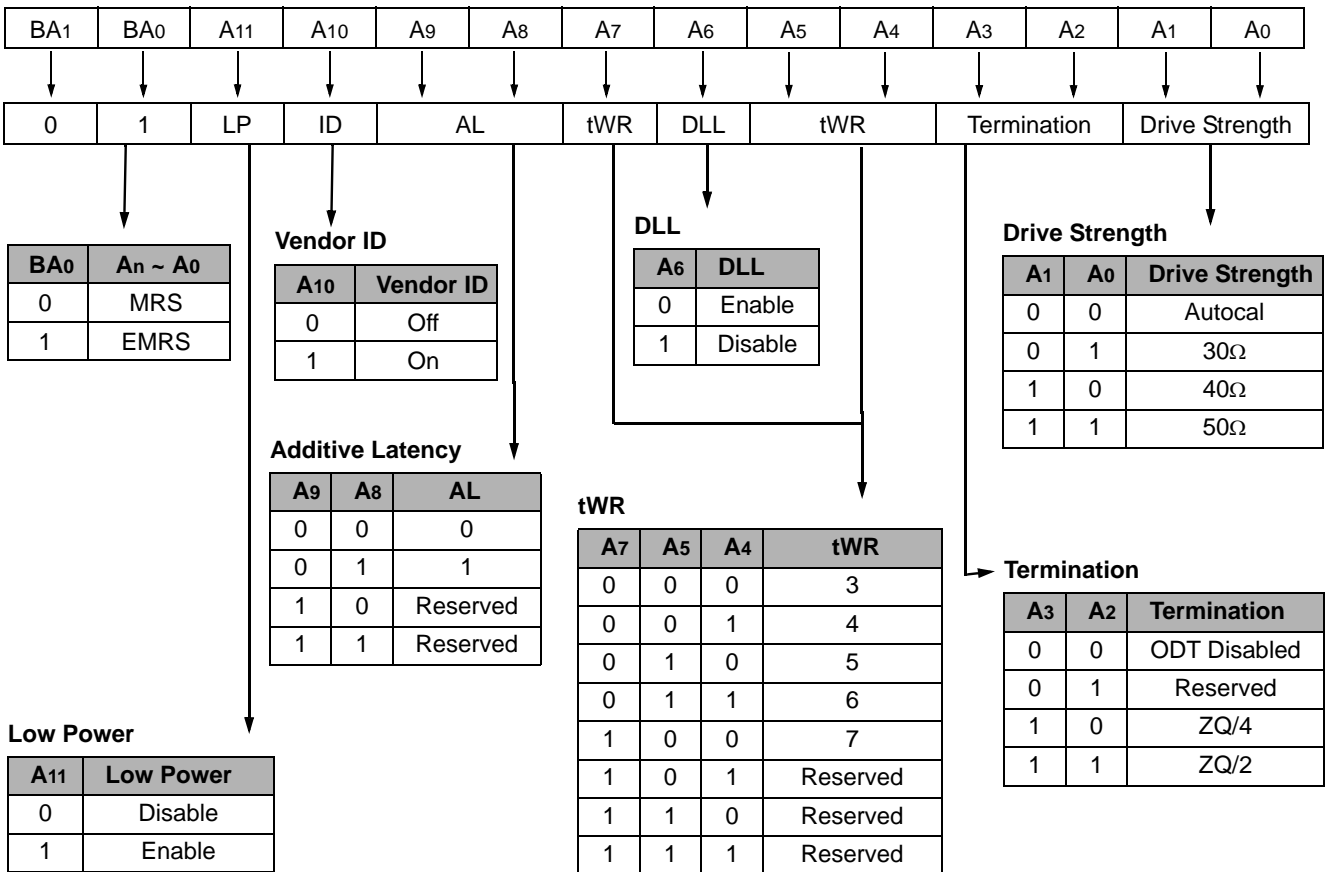 BA1 BA0 A11 A10 A9 A8 A7 A6 A5 A4 A3 A2 A1 A0
0 1 LP ID AL tWR DLL tWR Termination Drive Strength
BA0 An ~ A0
0 MRS
1 EMRS
Vendor ID
A10 Vendor ID
0 Off
1 On
DLL
A6 DLL
0 Enable
1 Disable
Drive Strength
A1 A0 Drive Strength
0 0 Autocal
0 1 30Ω
1 0 40Ω
1 1 50Ω
Additive Latency
A9 A8 AL
0 0 0
0 1 1
1 0 Reserved
1 1 Reserved
tWR
A7 A5 A4 tWR
0 0 0 3
0 0 1 4
0 1 0 5
0 1 1 6
1 0 0 7
1 0 1 Reserved
1 1 0 Reserved
1 1 1 Reserved
Termination
A3 A2 Termination
0 0 ODT Disabled
0 1 Reserved
1 0 ZQ/4
1 1 ZQ/2
Low Power
A11 Low Power
0 Disable
1 Enable